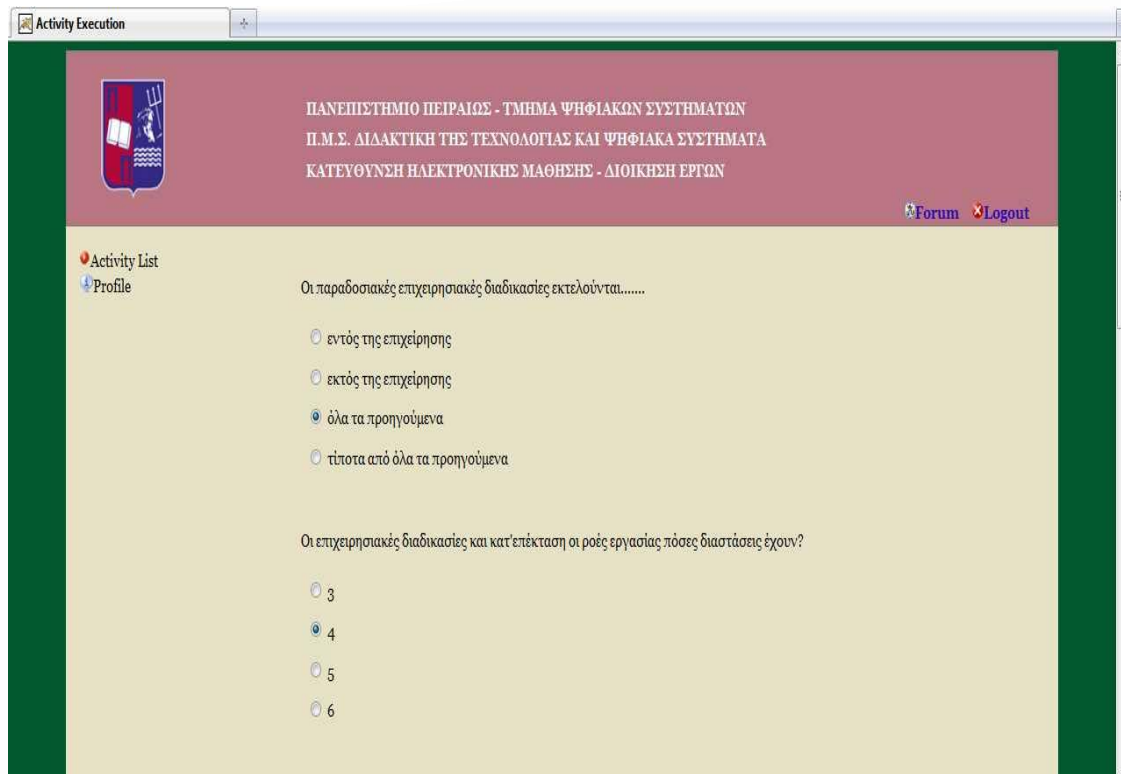 Activity Execution
ΠΑΝΕΠΙΣΤΗΜΙΟ ΠΕΙΡΑΙΩΣ - ΤΜΗΜΑ ΨΗΦΙΑΚΩΝ ΣΥΣΤΗΜΑΤΩΝ
Π.Μ.Σ. ΔΙΔΑΚΤΙΚΗ ΤΗΣ ΤΕΧΝΟΛΟΓΙΑΣ ΚΑΙ ΨΗΦΙΑΚΑ ΣΥΣΤΗΜΑΤΑ
ΚΑΤΕΥΘΥΝΣΗ ΗΛΕΚΤΡΟΝΙΚΗΣ ΜΑΘΗΣΗΣ - ΔΙΟΙΚΗΣΗ ΕΡΓΩΝ
Forum Logout
Activity List
Profile
Οι παραδοσιακές επιχειρησιακές διαδικασίες εκτελούνται.......
εντός της επιχείρησης
εκτός της επιχείρησης
όλα τα προηγούμενα
τίποτα από όλα τα προηγούμενα
Οι επιχειρησιακές διαδικασίες και κατ'επέκταση οι ροές εργασίας πόσες διαστάσεις έχουν?
3
4
5
6